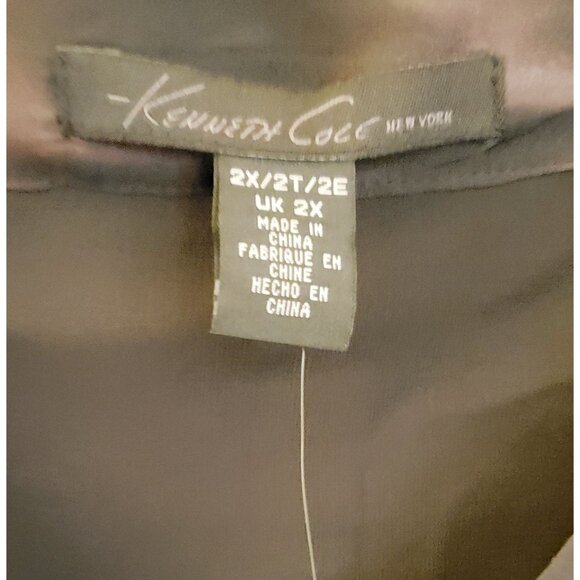 -KENNETH COLE NEW YORK
2X/2T/2E
UK 2X
MADE IN
CHINA
FABRIQUE EN
CHINE
HECHO EN
CHINA